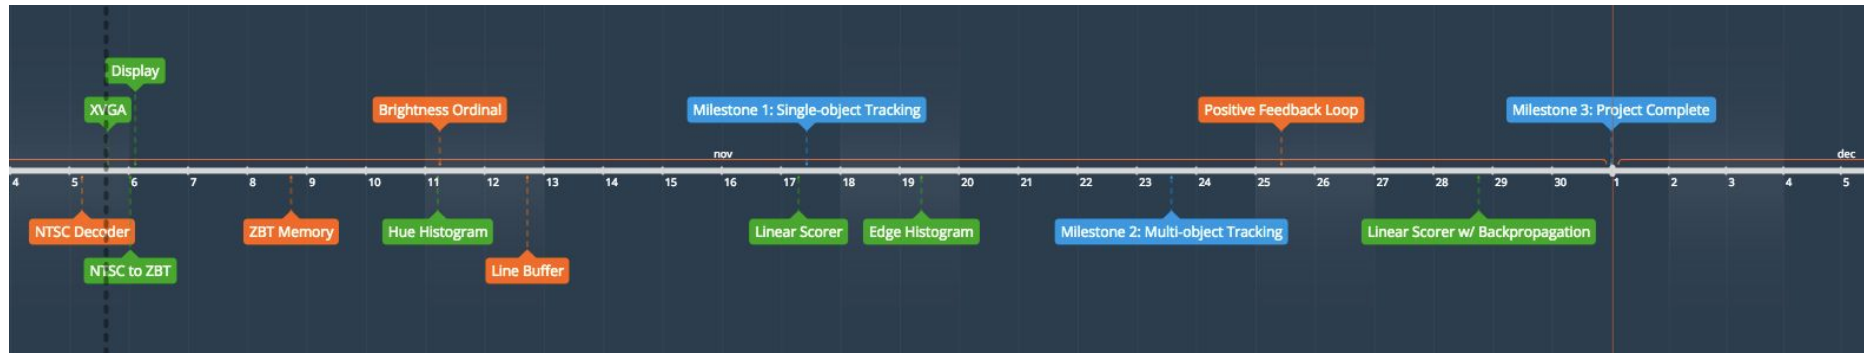 Display
XVGA
Brightness Ordinal
Milestone 1: Single-object Tracking
Positive Feedback Loop
Milestone 3: Project Complete
nov
dec
4 5 6 7 8 9 10 11 12 13 14 15 16 17 18 19 20 21 22 23 24 25 26 27 28 29 30 1 2 3 4 5
NTSC Decoder
ZBT Memory
Hue Histogram
Linear Scorer
Edge Histogram
Milestone 2: Multi-object Tracking
Linear Scorer w/ Backpropagation
NTSC to ZBT
Line Buffer